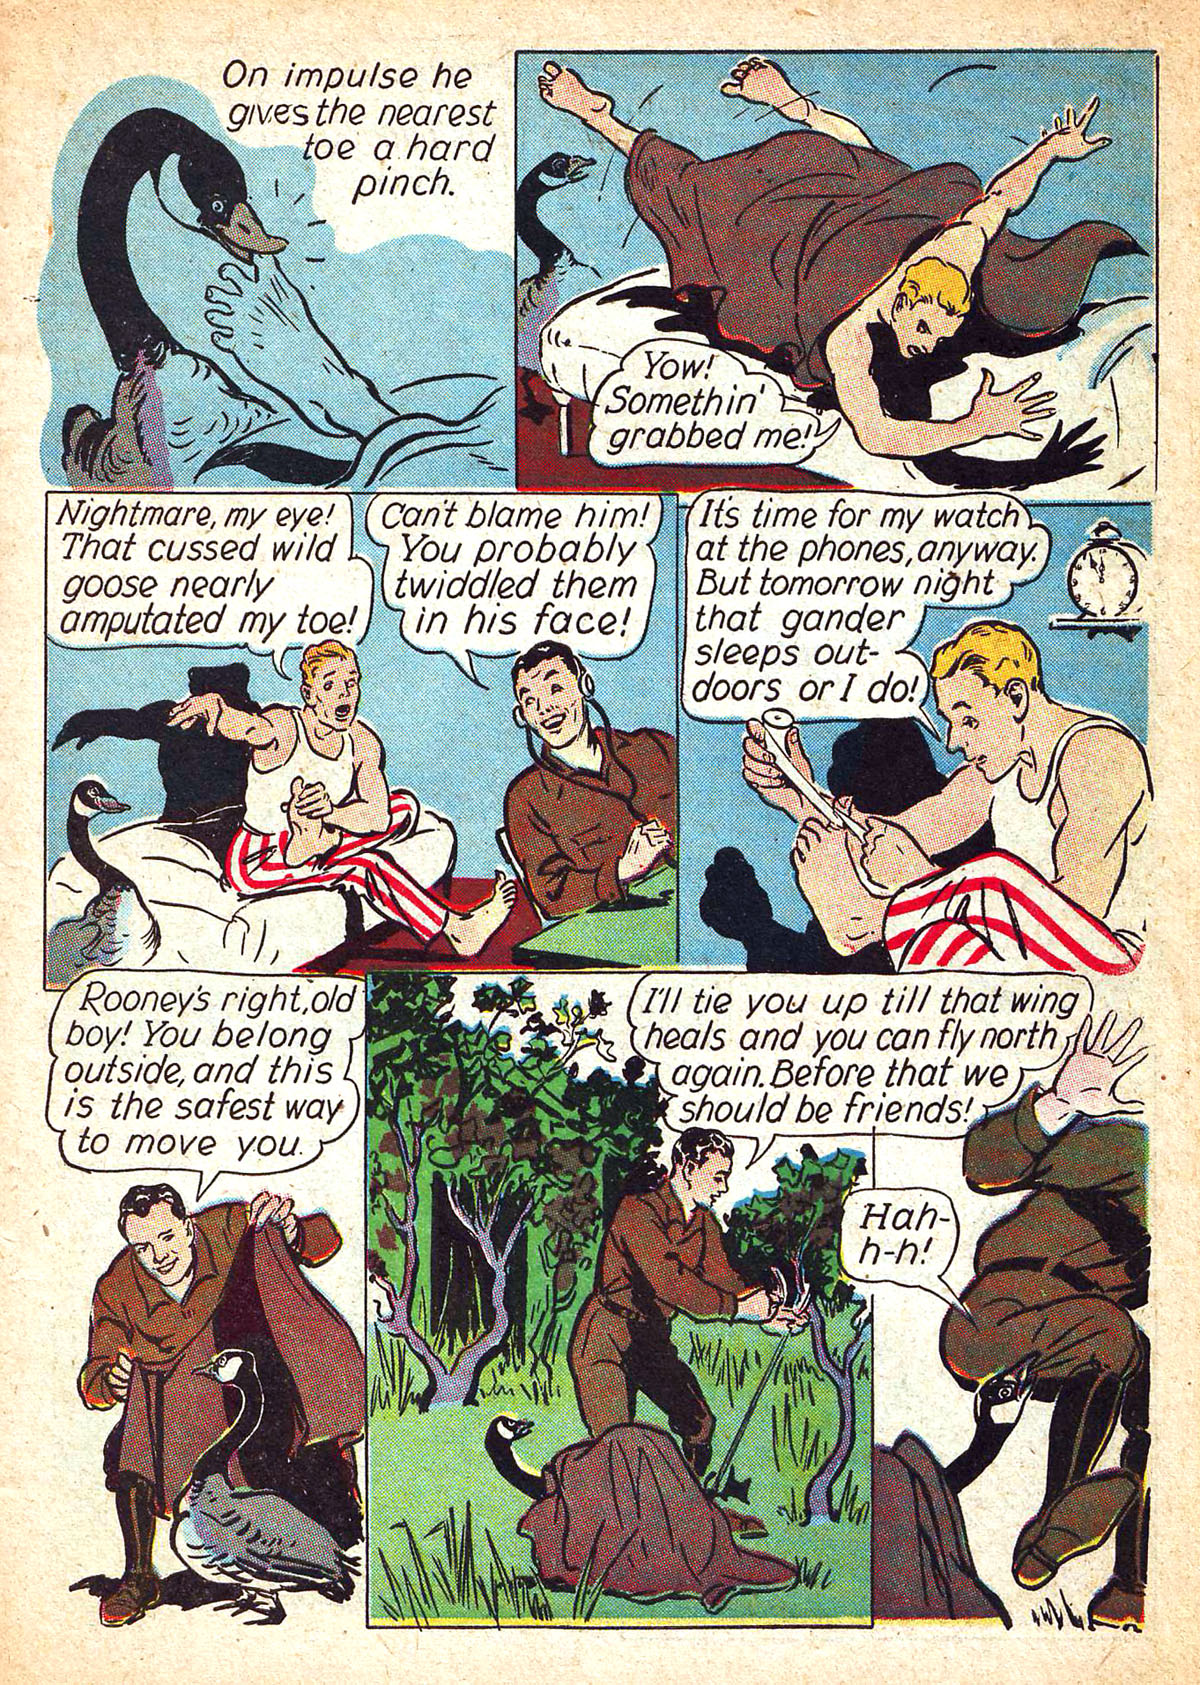 On impulse he
gives the nearest
toe a hard
pinch.
Yow!
Somethin'
grabbed me!
Nightmare, my eye!
That cussed wild
goose nearly
amputated my toe!
Can't blame him!
You probably
twiddled them
in his face!
It's time for my watch
at the phones, anyway.
But tomorrow night
that gander
sleeps out-
doors or I do!
Rooney's right, old
boy! You belong
outside, and this
is the safest way
to move you.
I'll tie you up till that wing
heals and you can fly north
again. Before that we
should be friends!
Hah-
h-h!